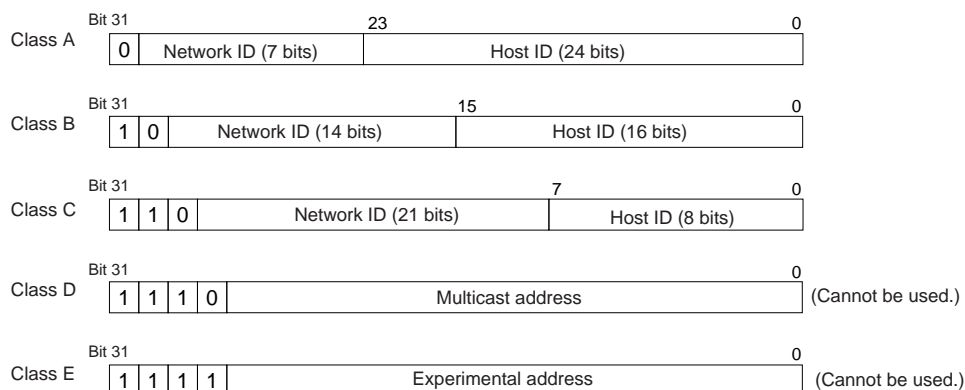 Bit 31 23 0
Class A 0 Network ID (7 bits) Host ID (24 bits)
Bit 31 15 0
Class B 1 0 Network ID (14 bits) Host ID (16 bits)
Bit 31 7 0
Class C 1 1 0 Network ID (21 bits) Host ID (8 bits)
Bit 31 0
Class D 1 1 1 0 Multicast address (Cannot be used.)
Bit 31 0
Class E 1 1 1 1 Experimental address (Cannot be used.)